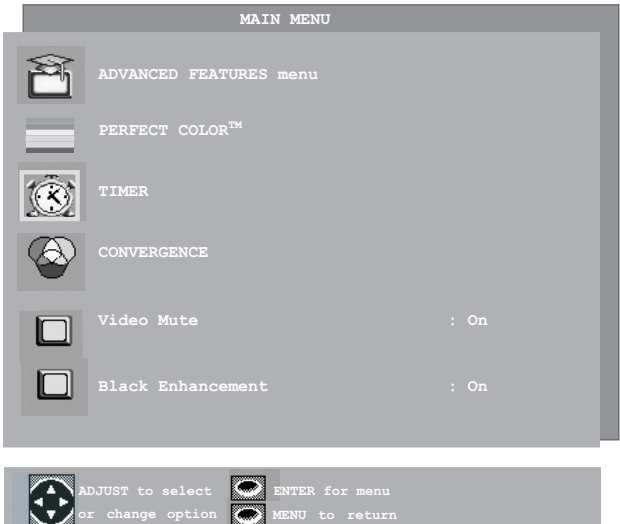 MAIN MENU
ADVANCED FEATURES menu
PERFECT COLOR™
TIMER
CONVERGENCE
Video Mute : On
Black Enhancement : On
ADJUST to select ENTER for menu
or change option MENU to return